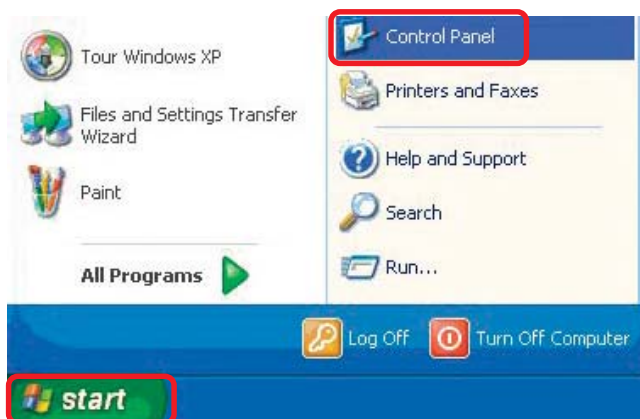 Tour Windows XP
Files and Settings Transfer
Wizard
Paint
All Programs
Control Panel
Printers and Faxes
Help and Support
Search
Run...
Log Off
Turn Off Computer
start